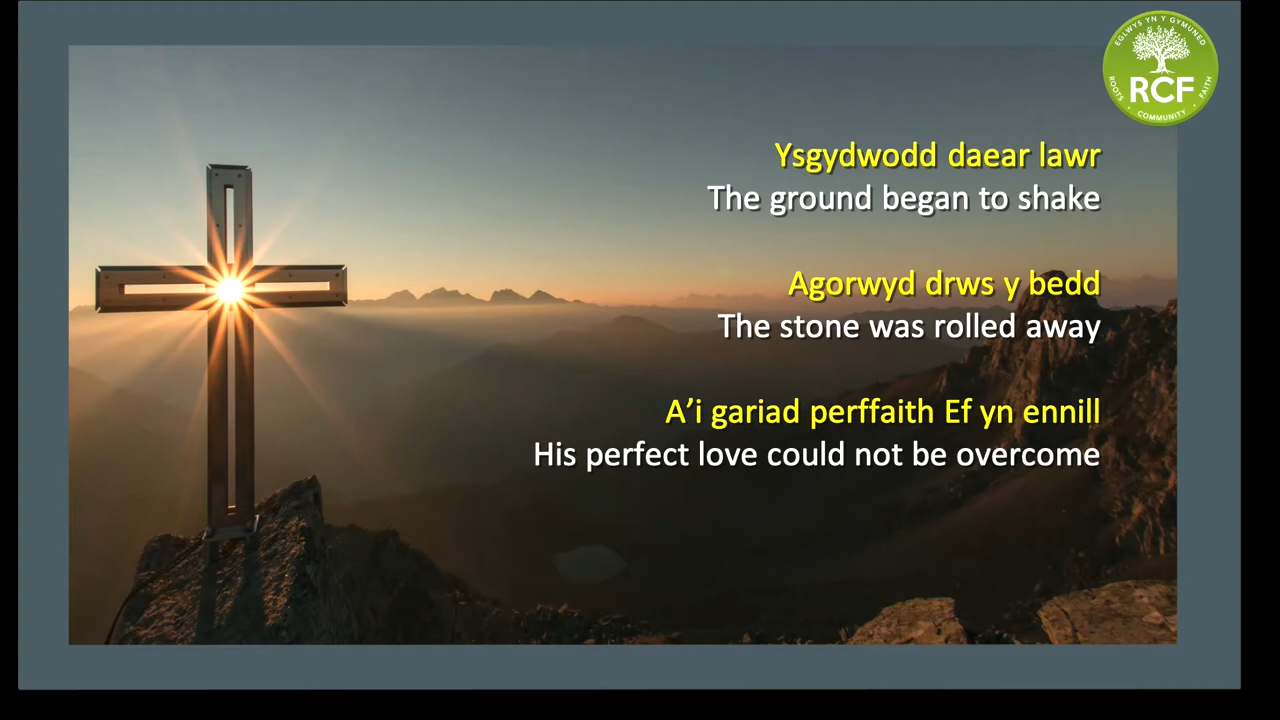 EGLWYS YN Y GYMUNED
RCF
ROOTS • COMMUNITY • FAITH
Ysgydwodd daear lawr
The ground began to shake
Agorwyd drws y bedd
The stone was rolled away
A’i gariad perffaith Ef yn ennill
His perfect love could not be overcome